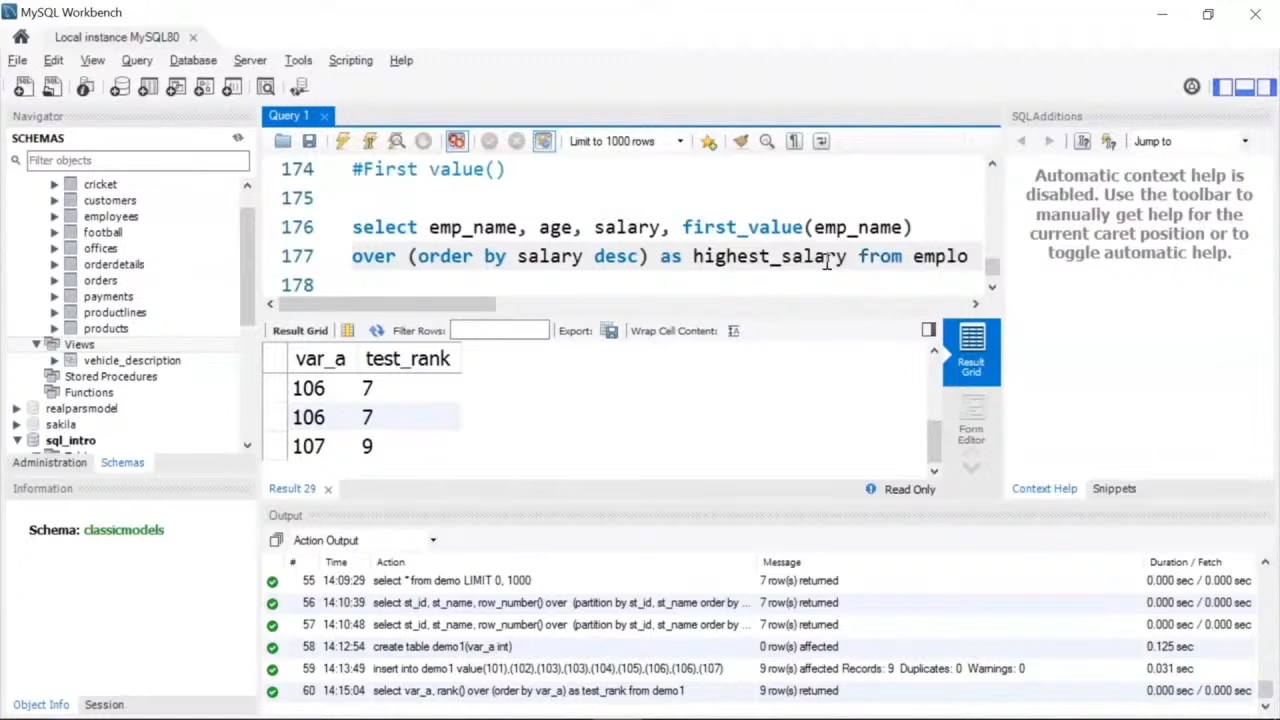 MySQL Workbench
Local instance MySQL80
File Edit View Query Database Server Tools Scripting Help
Navigator
SCHEMAS
Filter objects
cricket
customers
employees
football
offices
orderdetails
orders
payments
productlines
products
Views
vehicle_description
Stored Procedures
Functions
realparsmodel
sakila
sql_intro
Administration Schemas
Information
Schema: classicmodels
Object Info Session
Query 1
Limit to 1000 rows
174 #First value()
175
176 select emp_name, age, salary, first_value(emp_name)
177 over (order by salary desc) as highest_salary from emplo
178
Result Grid Filter Rows: Export: Wrap Cell Content:
var_a test_rank
106 7
106 7
107 9
Result Grid
Form Editor
Result 29 Read Only
SQLAdditions
Jump to
Automatic context help is
disabled. Use the toolbar to
manually get help for the
current caret position or to
toggle automatic help.
Context Help Snippets
Output
Action Output
# Time Action Message Duration / Fetch
55 14:09:29 select * from demo LIMIT 0, 1000 7 row(s) returned 0.000 sec / 0.000 sec
56 14:10:39 select st_id, st_name, row_number() over (partition by st_id, st_name order by ... 7 row(s) returned 0.000 sec / 0.000 sec
57 14:10:48 select st_id, st_name, row_number() over (partition by st_id, st_name order by ... 7 row(s) returned 0.000 sec / 0.000 sec
58 14:12:54 create table demo1(var_a int) 0 row(s) affected 0.125 sec
59 14:13:49 insert into demo1 value(101),(102),(103),(103),(104),(105),(106),(106),(107) 9 row(s) affected Records: 9 Duplicates: 0 Warnings: 0 0.031 sec
60 14:15:04 select var_a, rank() over (order by var_a) as test_rank from demo1 9 row(s) returned 0.000 sec / 0.000 sec